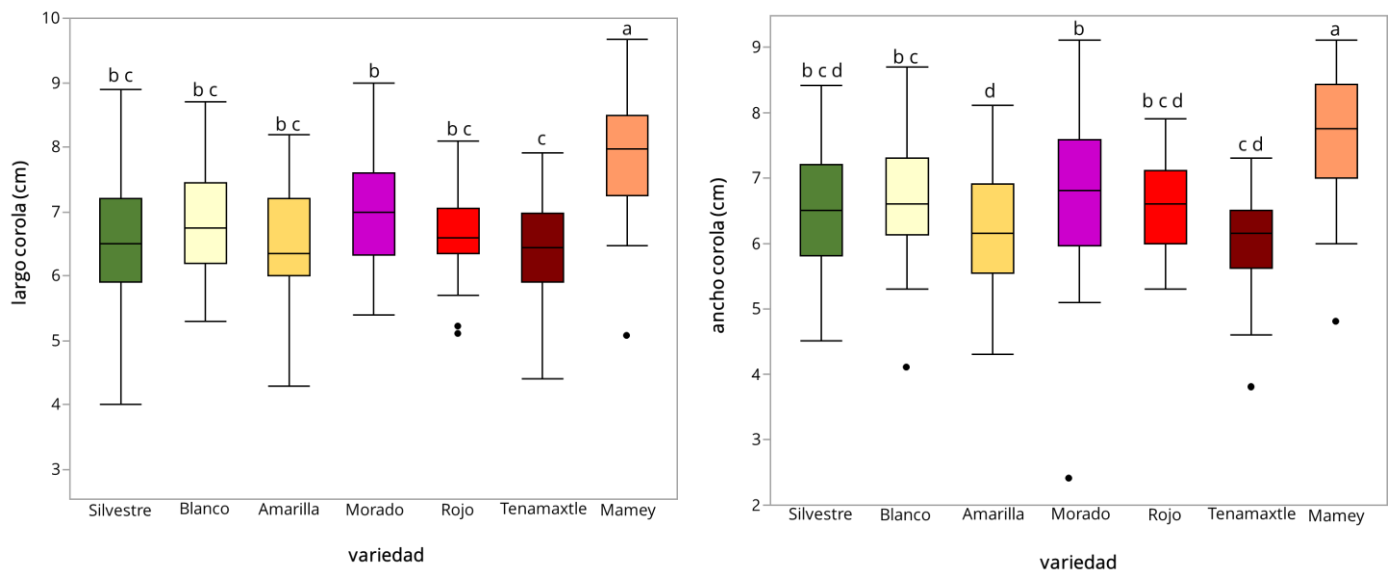 largo corola (cm)
10
9
8
7
6
5
4
3
b c
b c
b c
b
b c
c
a
Silvestre Blanco Amarilla Morado Rojo Tenamaxtle Mamey
variedad
ancho corola (cm)
9
8
7
6
5
4
3
2
b c d
b c
d
b
b c d
c d
a
Silvestre Blanco Amarilla Morado Rojo Tenamaxtle Mamey
variedad